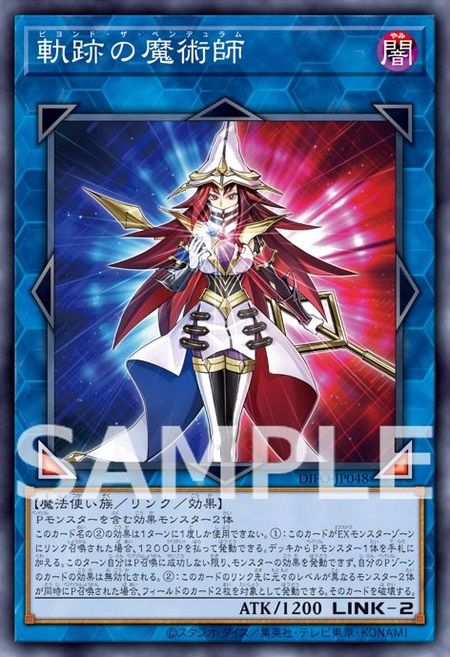 ビヨンド・ザ・ペンデュラム
軌跡の魔術師
やみ
闇
SAMPLE
DIFO-JP048
【魔法使い族／リンク／効果】
Pモンスターを含む効果モンスター2体
このカード名の②の効果は1ターンに1度しか使用できない。①：このカードがEXモンスターゾーン
にリンク召喚された場合、1200LPを払って発動できる。デッキからPモンスター1体を手札に
加える。このターン自分はP召喚に成功しない限り、モンスターの効果を発動できず、自分のPゾーン
のカードの効果は無効化される。②：このカードのリンク先に元々のレベルが異なるモンスター2体
が同時にP召喚された場合、フィールドのカード2枚を対象として発動できる。そのカードを破壊する。
ATK/1200 LINK-2
©スタジオ・ダイス／集英社・テレビ東京・KONAMI